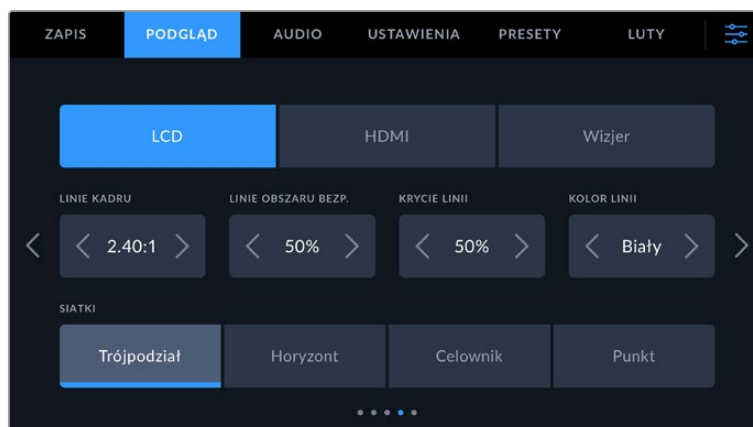 ZAPIS PODGLĄD AUDIO USTAWIENIA PRESETY LUTY
LCD HDMI Wizjer
LINIE KADRU LINIE OBSZARU BEZP. KRYCIE LINII KOLOR LINII
2.40:1 50% 50% Biały
SIATKI
Trójpodział Horyzont Celownik Punkt